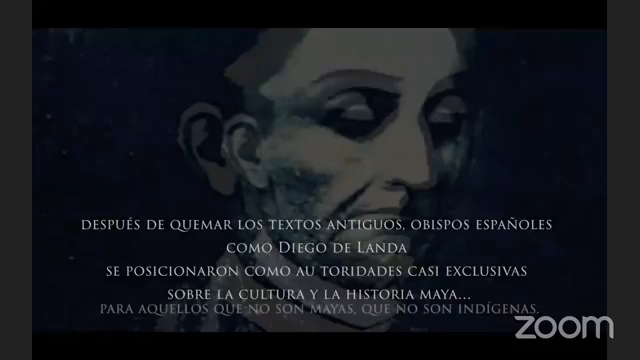 DESPUÉS DE QUEMAR LOS TEXTOS ANTIGUOS, OBISPOS ESPAÑOLES
COMO DIEGO DE LANDA
SE POSICIONARON COMO AU TORIDADES CASI EXCLUSIVAS
SOBRE LA CULTURA Y LA HISTORIA MAYA...
PARA AQUELLOS QUE NO SON MAYAS, QUE NO SON INDÍGENAS.
zoom